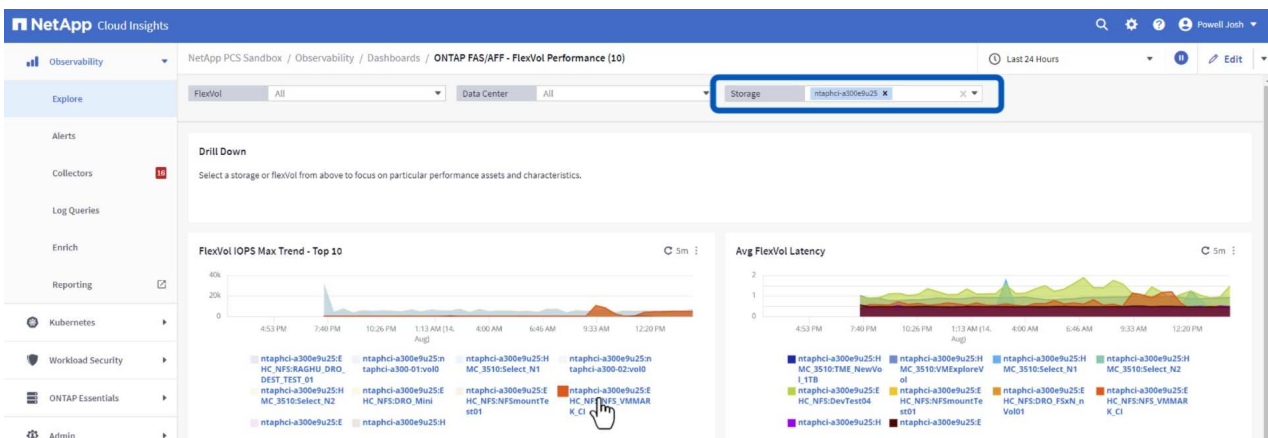 NetApp Cloud Insights
Powell Josh
Observability
NetApp PCS Sandbox / Observability / Dashboards / ONTAP FAS/AFF - FlexVol Performance (10)
Last 24 Hours
Edit
Explore
FlexVol
All
Data Center
All
Storage
ntaphci-a300e9u25 x
Alerts
Collectors
16
Log Queries
Enrich
Reporting
Kubernetes
Workload Security
ONTAP Essentials
Admin
Drill Down
Select a storage or flexVol from above to focus on particular performance assets and characteristics.
FlexVol IOPS Max Trend - Top 10
5m
40k
20k
0
4:53 PM
7:40 PM
10:26 PM
1:13 AM (14.
Aug)
4:00 AM
6:46 AM
9:33 AM
12:20 PM
ntaphci-a300e9u25:E
HC_NFS:RAGHU_DRO_
DEST_TEST_01
ntaphci-a300e9u25:n
taphci-a300-01:vol0
ntaphci-a300e9u25:H
MC_3510:Select_N1
ntaphci-a300e9u25:n
taphci-a300-02:vol0
ntaphci-a300e9u25:H
MC_3510:Select_N2
ntaphci-a300e9u25:E
HC_NFS:DRO_Mini
ntaphci-a300e9u25:E
HC_NFS:NFSmountTe
st01
ntaphci-a300e9u25:E
HC_NFS:NFS_VMMAR
K_CI
ntaphci-a300e9u25:E
ntaphci-a300e9u25:H
Avg FlexVol Latency
5m
2
1
0
4:53 PM
7:40 PM
10:26 PM
1:13 AM (14.
Aug)
4:00 AM
6:46 AM
9:33 AM
12:20 PM
ntaphci-a300e9u25:H
MC_3510:TME_NewVo
l_1TB
ntaphci-a300e9u25:H
MC_3510:VMExploreV
ol
ntaphci-a300e9u25:H
MC_3510:Select_N1
ntaphci-a300e9u25:H
MC_3510:Select_N2
ntaphci-a300e9u25:E
HC_NFS:DevTest04
ntaphci-a300e9u25:E
HC_NFS:NFSmountTe
st01
ntaphci-a300e9u25:E
HC_NFS:DRO_FSxN_n
Vol01
ntaphci-a300e9u25:E
HC_NFS:NFS_VMMAR
K_CI
ntaphci-a300e9u25:H
ntaphci-a300e9u25:E